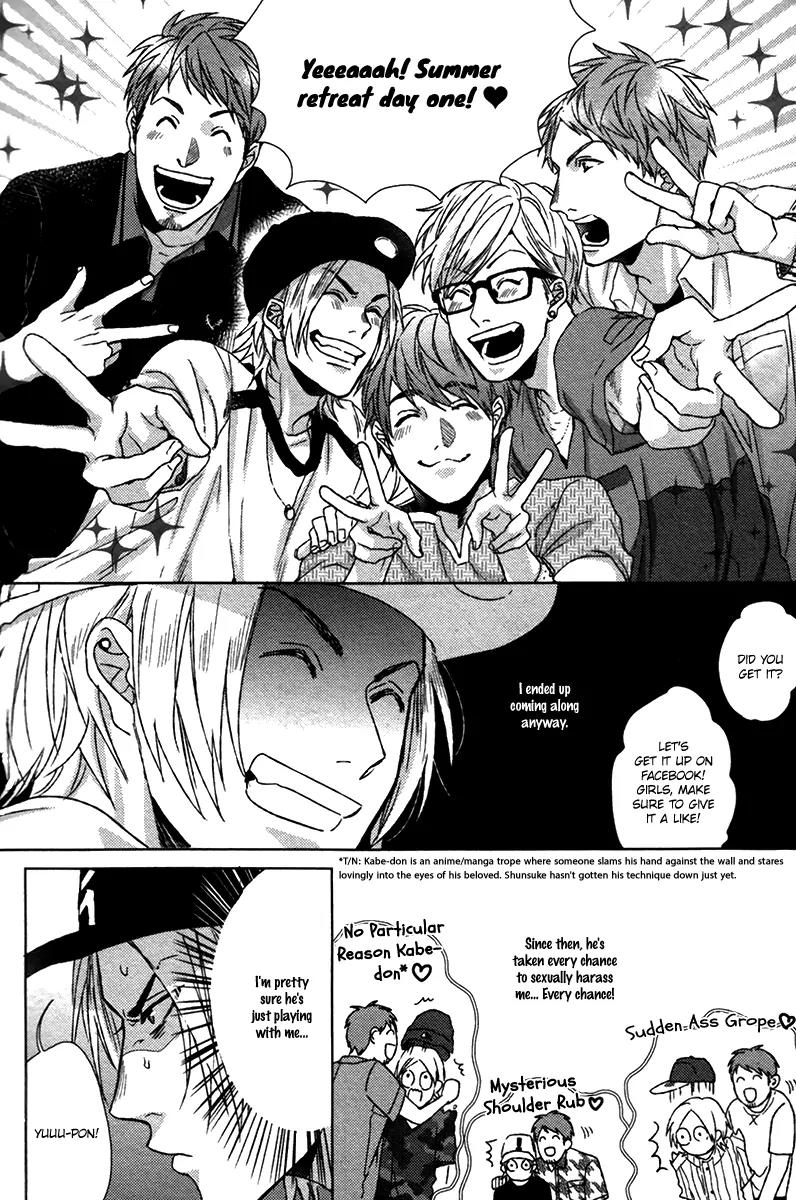 Yeeeaaah! Summer
retreat day one! ♥
DID YOU
GET IT?
I ended up
coming along
anyway.
LET'S
GET IT UP ON
FACEBOOK!
GIRLS, MAKE
SURE TO GIVE
IT A LIKE!
*T/N: Kabe-don is an anime/manga trope where someone slams his hand against the wall and stares
lovingly into the eyes of his beloved. Shunsuke hasn't gotten his technique down just yet.
I'm pretty
sure he's
just playing
with me...
YUUU-PON!
No Particular
Reason Kabe-
don* ♡
Since then, he's
taken every chance
to sexually harass
me... Every chance!
Mysterious
Shoulder Rub ♡
Sudden Ass Grope ♡